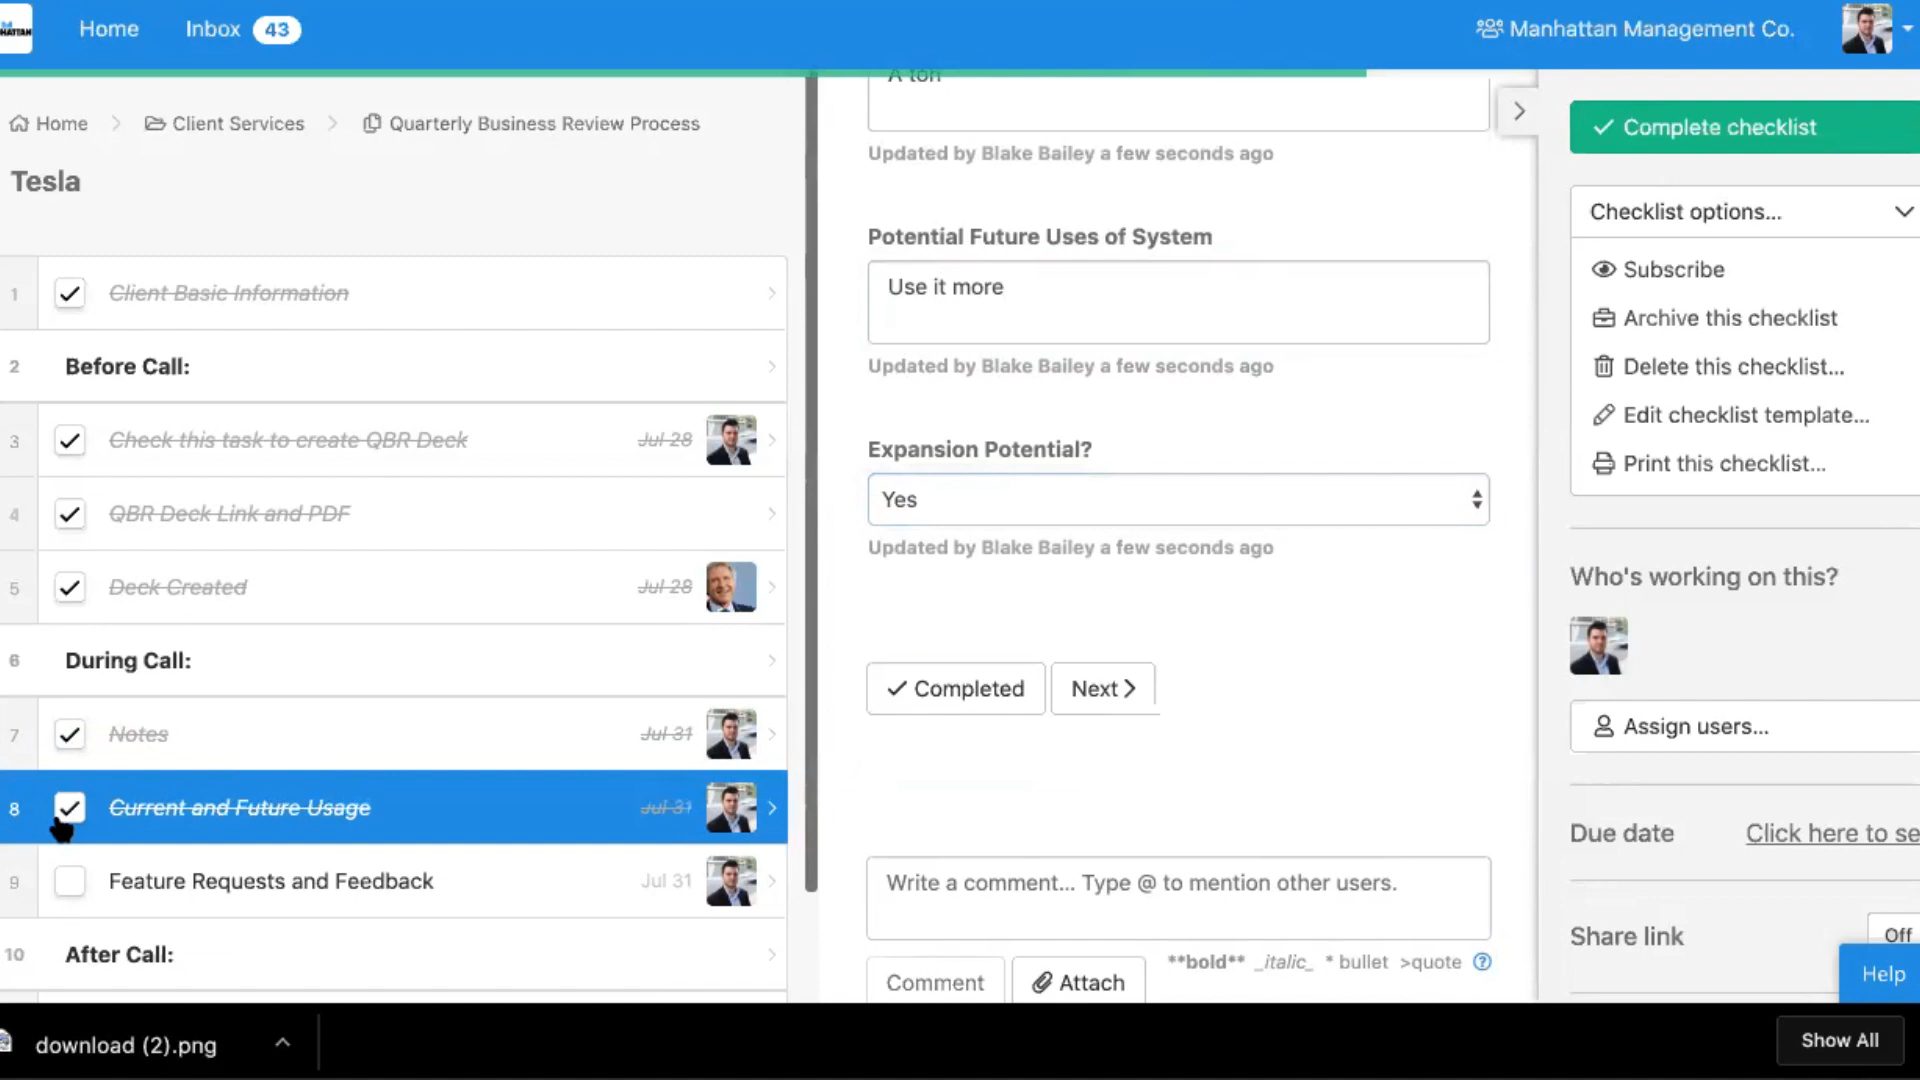 HATTAN
Home
Inbox 43
Manhattan Management Co.
Home
Client Services
Quarterly Business Review Process
Tesla
1 Client Basic Information
2 Before Call:
3 Check this task to create QBR Deck Jul 28
4 QBR Deck Link and PDF
5 Deck Created Jul 28
6 During Call:
7 Notes Jul 31
8 Current and Future Usage Jul 31
9 Feature Requests and Feedback Jul 31
10 After Call:
A ton
Updated by Blake Bailey a few seconds ago
Potential Future Uses of System
Use it more
Updated by Blake Bailey a few seconds ago
Expansion Potential?
Yes
Updated by Blake Bailey a few seconds ago
Completed
Next
Write a comment... Type @ to mention other users.
Comment
Attach
**bold** _italic_ * bullet >quote ?
Complete checklist
Checklist options...
Subscribe
Archive this checklist
Delete this checklist...
Edit checklist template...
Print this checklist...
Who's working on this?
Assign users...
Due date Click here to se
Share link Off
Help
download (2).png
Show All